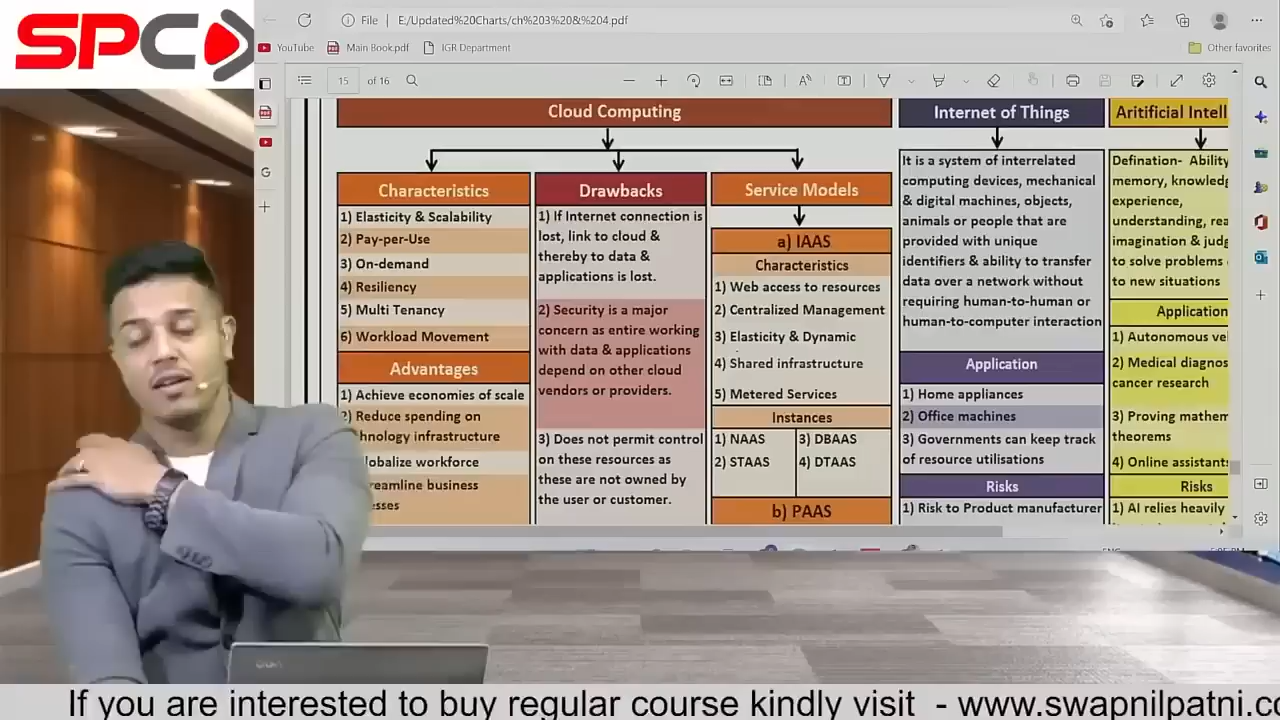 SPC
File
E:/Updated%20Charts/ch%203%20&%204.pdf
YouTube
Main Book.pdf
IGR Department
Other favorites
15 of 16
Cloud Computing
Characteristics
1) Elasticity & Scalability
2) Pay-per-Use
3) On-demand
4) Resiliency
5) Multi Tenancy
6) Workload Movement
Advantages
1) Achieve economies of scale
2) Reduce spending on
hnology infrastructure
lobalize workforce
reamline business
esses
Drawbacks
1) If Internet connection is
lost, link to cloud &
thereby to data &
applications is lost.
2) Security is a major
concern as entire working
with data & applications
depend on other cloud
vendors or providers.
3) Does not permit control
on these resources as
these are not owned by
the user or customer.
Service Models
a) IAAS
Characteristics
1) Web access to resources
2) Centralized Management
3) Elasticity & Dynamic
4) Shared infrastructure
5) Metered Services
Instances
1) NAAS
2) STAAS
3) DBAAS
4) DTAAS
b) PAAS
Internet of Things
It is a system of interrelated
computing devices, mechanical
& digital machines, objects,
animals or people that are
provided with unique
identifiers & ability to transfer
data over a network without
requiring human-to-human or
human-to-computer interaction
Application
1) Home appliances
2) Office machines
3) Governments can keep track
of resource utilisations
Risks
1) Risk to Product manufacturer
Aritificial Intell
Defination- Ability
memory, knowledg
experience,
understanding, rea
imagination & judg
to solve problems
to new situations
Application
1) Autonomous ve
2) Medical diagnos
cancer research
3) Proving mathem
theorems
4) Online assistants
Risks
1) AI relies heavily
If you are interested to buy regular course kindly visit - www.swapnilpatni.c